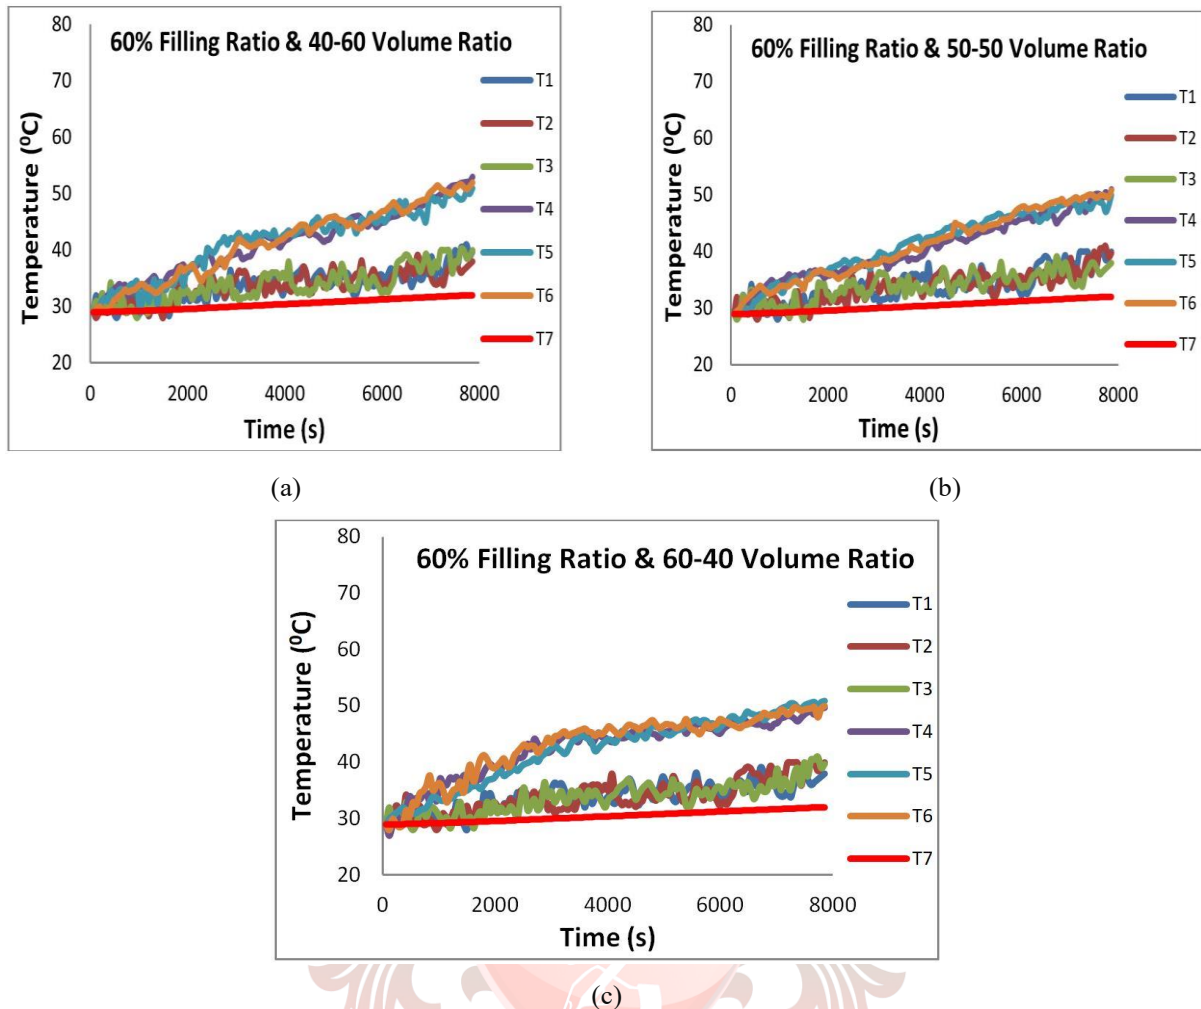 60% Filling Ratio & 40-60 Volume Ratio
80
70
60
50
40
30
20
Temperature (⁰C)
0 2000 4000 6000 8000
Time (s)
T1
T2
T3
T4
T5
T6
T7
(a)
60% Filling Ratio & 50-50 Volume Ratio
80
70
60
50
40
30
20
Temperature (⁰C)
0 2000 4000 6000 8000
Time (s)
T1
T2
T3
T4
T5
T6
T7
(b)
60% Filling Ratio & 60-40 Volume Ratio
80
70
60
50
40
30
20
Temperature (⁰C)
0 2000 4000 6000 8000
Time (s)
T1
T2
T3
T4
T5
T6
T7
(c)